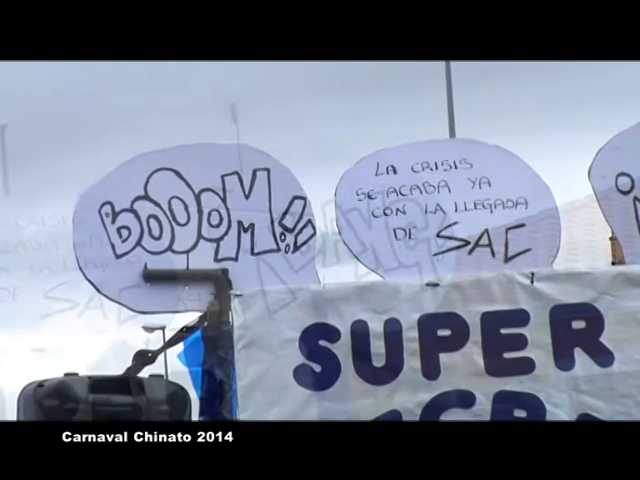 BOOOM!!
LA CRISIS
SE ACABA YA
CON LA LLEGADA
DE SAC
SUPER
Carnaval Chinato 2014